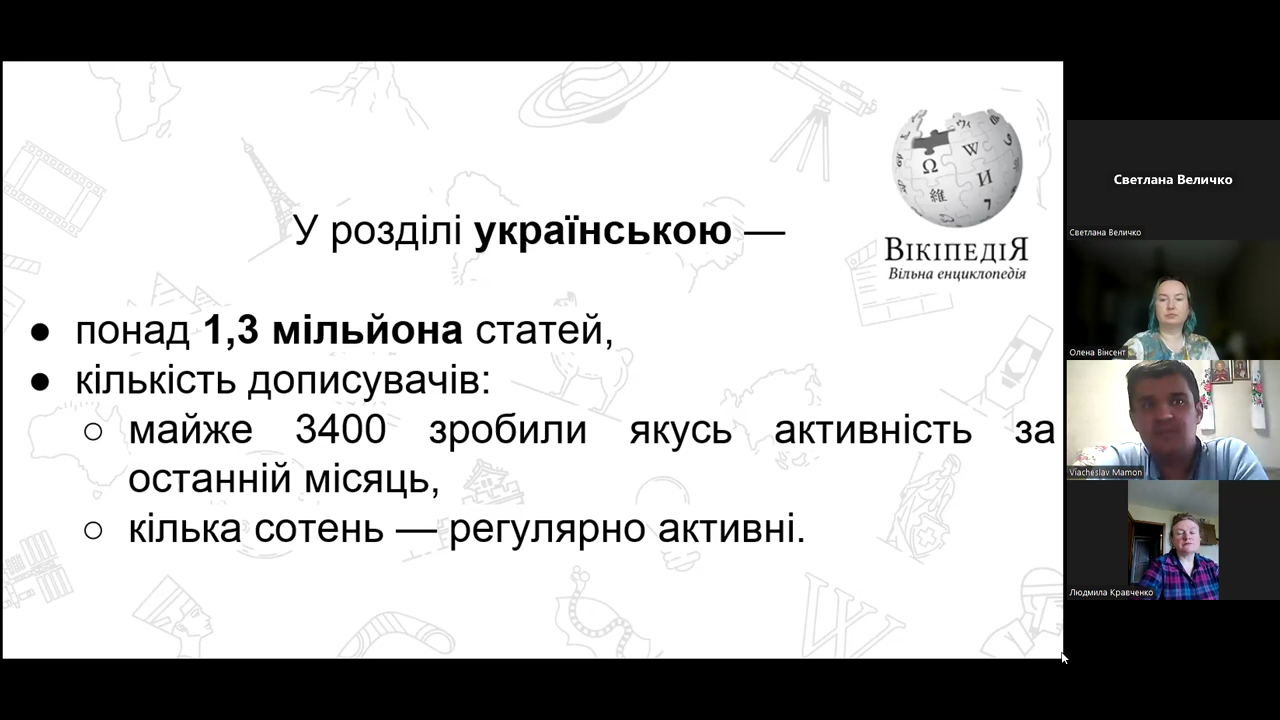 У розділі українською —
● понад 1,3 мільйона статей,
● кількість дописувачів:
○ майже 3400 зробили якусь активність за
останній місяць,
○ кілька сотень — регулярно активні.
Ω W И 維
ВІКІПЕДІЯ
Вільна енциклопедія
Светлана Величко
Светлана Величко
Олена Вінсент
Viacheslav Mamon
Людмила Кравченко